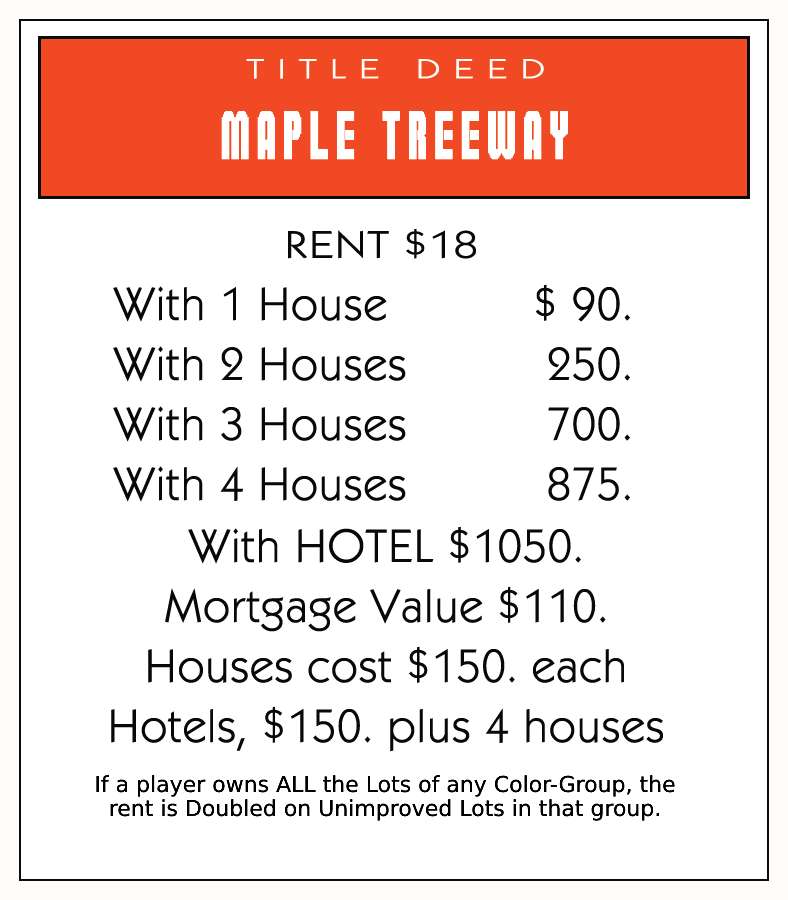 TITLE DEED
MAPLE TREEWAY
RENT $18
With 1 House $ 90.
With 2 Houses 250.
With 3 Houses 700.
With 4 Houses 875.
With HOTEL $1050.
Mortgage Value $110.
Houses cost $150. each
Hotels, $150. plus 4 houses
If a player owns ALL the Lots of any Color-Group, the
rent is Doubled on Unimproved Lots in that group.